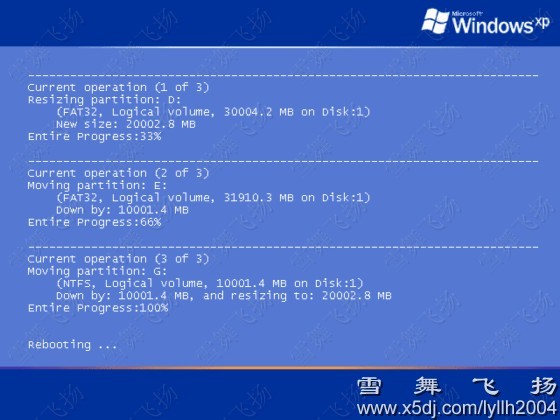 Microsoft
Windows xp
Current operation (1 of 3)
Resizing partition: D:
(FAT32, Logical volume, 30004.2 MB on Disk:1)
New size: 20002.8 MB
Entire Progress:33%
Current operation (2 of 3)
Moving partition: E:
(FAT32, Logical volume, 31910.3 MB on Disk:1)
Down by: 10001.4 MB
Entire Progress:66%
Current operation (3 of 3)
Moving partition: G:
(NTFS, Logical volume, 10001.4 MB on Disk:1)
Down by: 10001.4 MB, and resizing to: 20002.8 MB
Entire Progress:100%
Rebooting ...
雪 舞 飞 扬
www.x5dj.com/lyllh2004